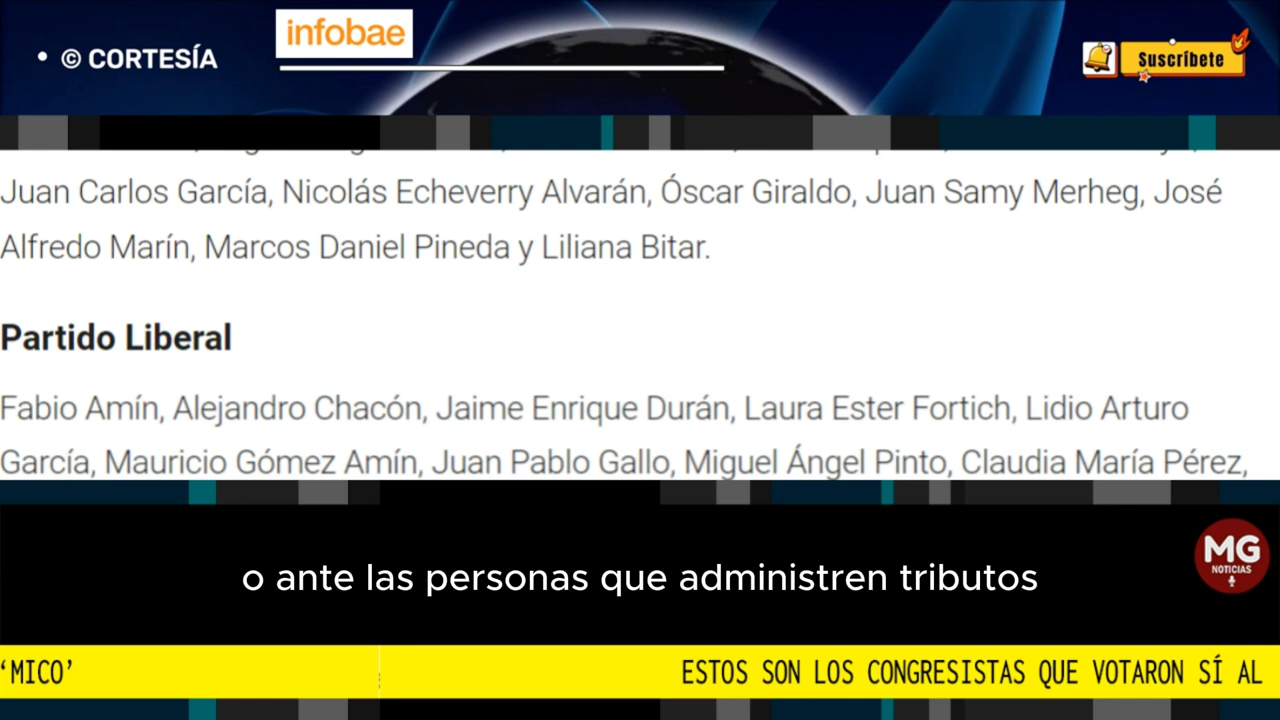 infobae
• © CORTESÍA
Suscríbete
Juan Carlos García, Nicolás Echeverry Alvarán, Óscar Giraldo, Juan Samy Merheg, José
Alfredo Marín, Marcos Daniel Pineda y Liliana Bitar.
Partido Liberal
Fabio Amín, Alejandro Chacón, Jaime Enrique Durán, Laura Ester Fortich, Lidio Arturo
García, Mauricio Gómez Amín, Juan Pablo Gallo, Miguel Ángel Pinto, Claudia María Pérez,
MG
NOTICIAS
o ante las personas que administren tributos
‘MICO’ ESTOS SON LOS CONGRESISTAS QUE VOTARON SÍ AL